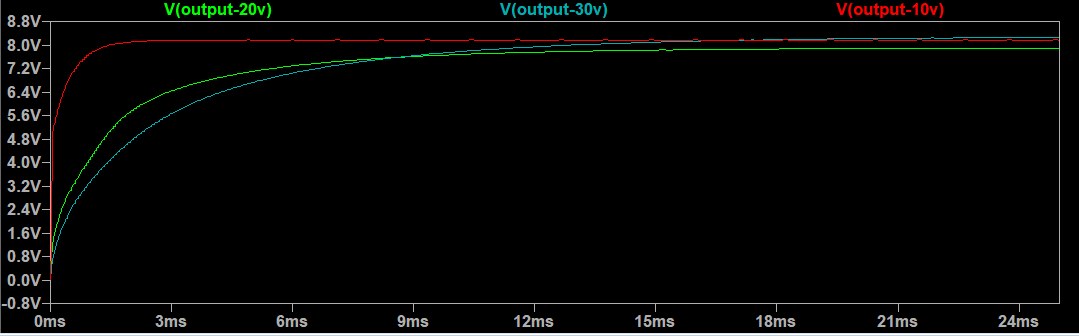 V(output-20v) V(output-30v) V(output-10v)
8.8V
8.0V
7.2V
6.4V
5.6V
4.8V
4.0V
3.2V
2.4V
1.6V
0.8V
0.0V
-0.8V
0ms 3ms 6ms 9ms 12ms 15ms 18ms 21ms 24ms